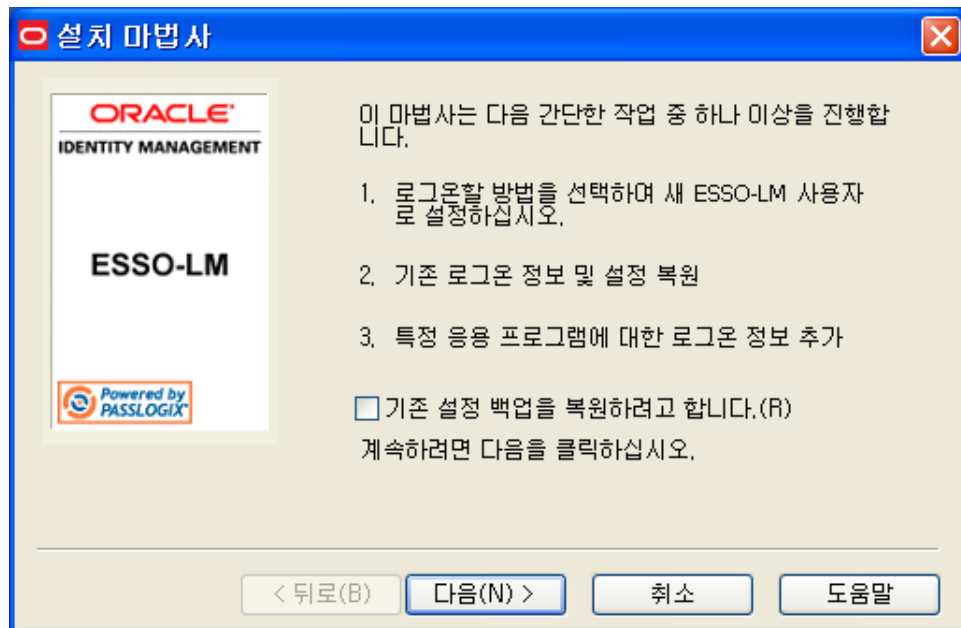 설치 마법사
ORACLE'
IDENTITY MANAGEMENT
ESSO-LM
Powered by
PASSLOGIX
이 마법사는 다음 간단한 작업 중 하나 이상을 진행합
니다.
1. 로그온할 방법을 선택하며 새 ESSO-LM 사용자
로 설정하십시오.
2. 기존 로그온 정보 및 설정 복원
3. 특정 응용 프로그램에 대한 로그온 정보 추가
기존 설정 백업을 복원하려고 합니다.(R)
계속하려면 다음을 클릭하십시오.
< 뒤로(B)
다음(N) >
취소
도움말